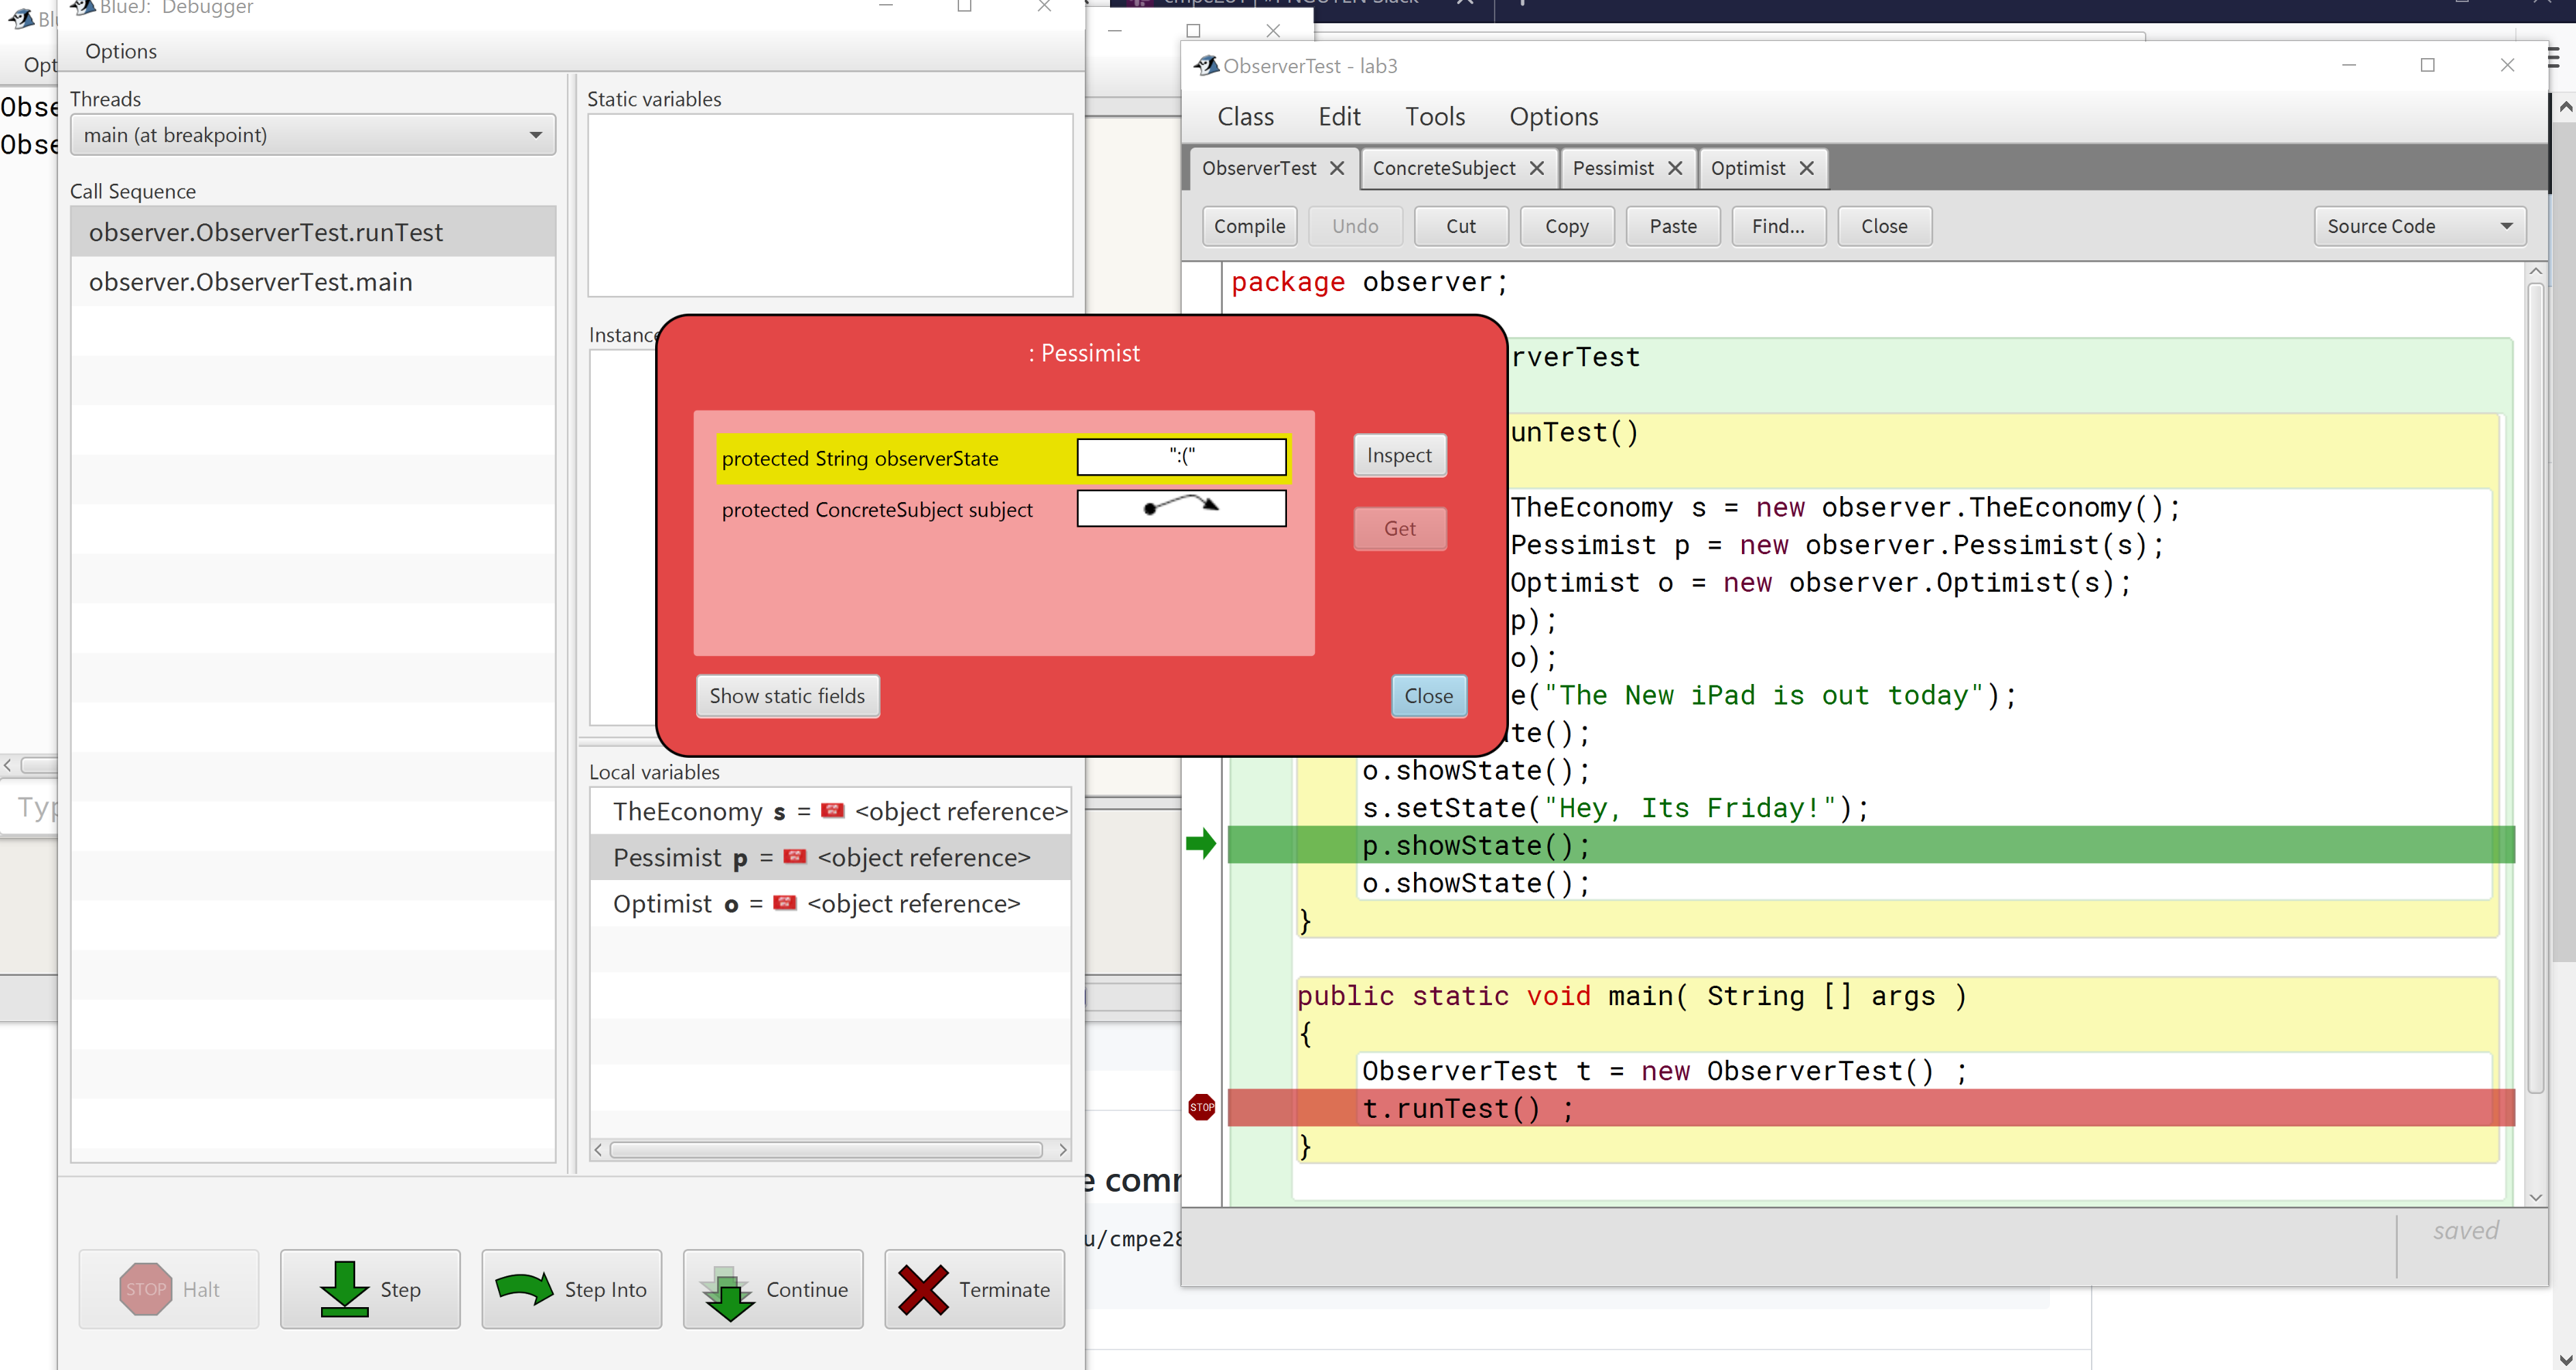 BlueJ: Debugger
Options
Threads
main (at breakpoint)
Call Sequence
observer.ObserverTest.runTest
observer.ObserverTest.main
Static variables
Instance
Local variables
TheEconomy s = <object reference>
Pessimist p = <object reference>
Optimist o = <object reference>
STOP Halt
Step
Step Into
Continue
Terminate
: Pessimist
protected String observerState ":("
protected ConcreteSubject subject
Inspect
Get
Show static fields
Close
ObserverTest - lab3
Class Edit Tools Options
ObserverTest ConcreteSubject Pessimist Optimist
Compile Undo Cut Copy Paste Find... Close Source Code
package observer;
rverTest
unTest()
TheEconomy s = new observer.TheEconomy();
Pessimist p = new observer.Pessimist(s);
Optimist o = new observer.Optimist(s);
p);
o);
e("The New iPad is out today");
te();
o.showState();
s.setState("Hey, Its Friday!");
p.showState();
o.showState();
}
public static void main( String [] args )
{
ObserverTest t = new ObserverTest() ;
STOP t.runTest() ;
}
saved
Opt
Obse
Obse
Typ
e com
u/cmpe28